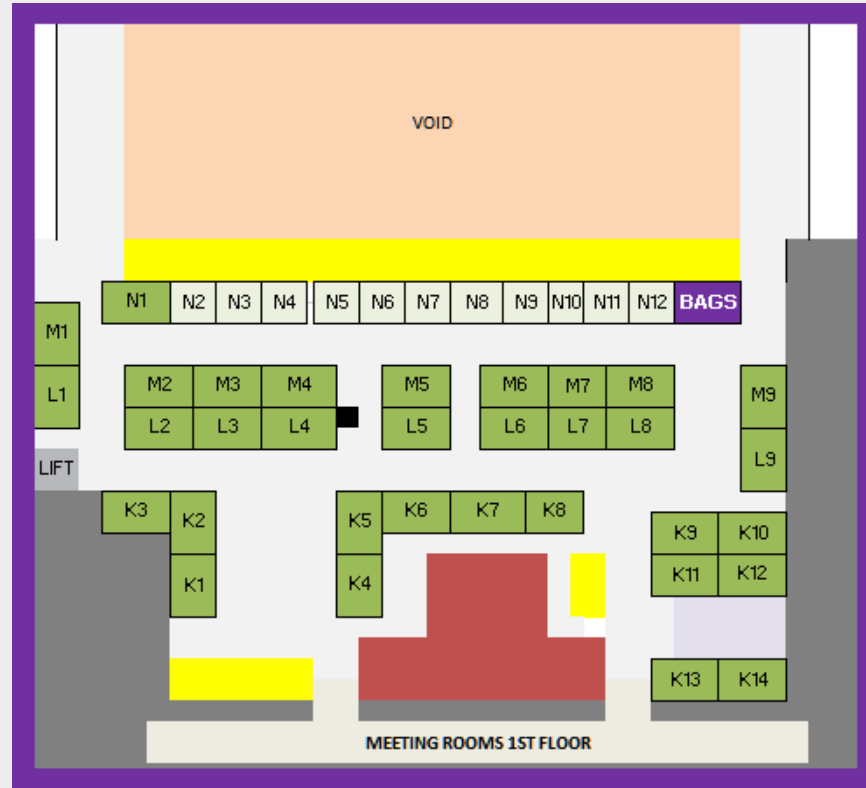 VOID
N1 N2 N3 N4 N5 N6 N7 N8 N9 N10 N11 N12 BAGS
M1
M2 M3 M4 M5 M6 M7 M8 M9
L1
L2 L3 L4 L5 L6 L7 L8
L9
LIFT
K3 K2 K5 K6 K7 K8
K9 K10
K1 K4 K11 K12
K13 K14
MEETING ROOMS 1ST FLOOR